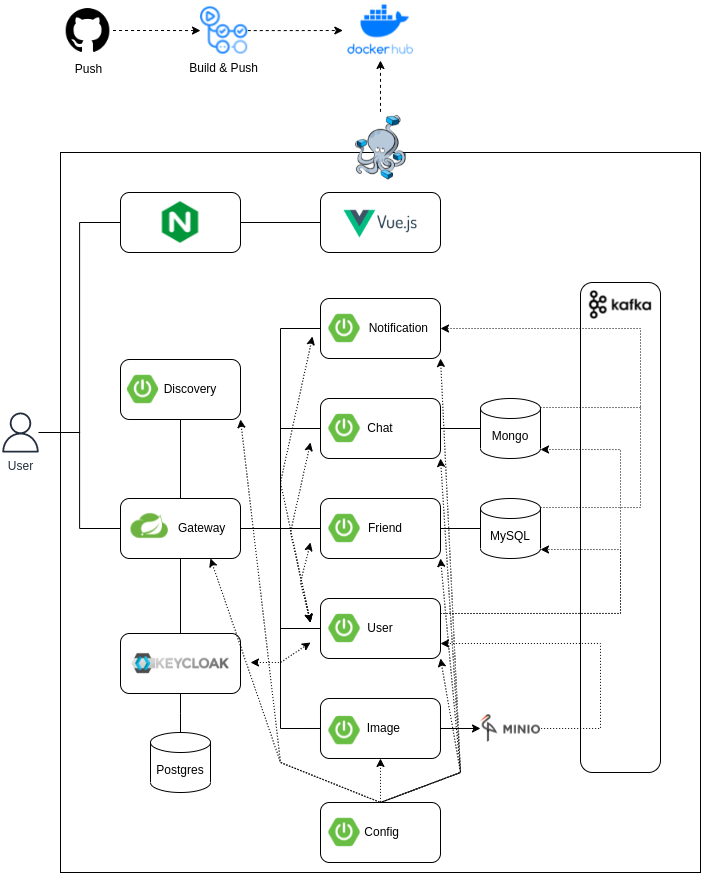 Push
Build & Push
docker hub
N
Vue.js
kafka
Notification
Discovery
Chat
Mongo
User
Gateway
Friend
MySQL
User
KEYCLOAK
Image
MINIO
Postgres
Config